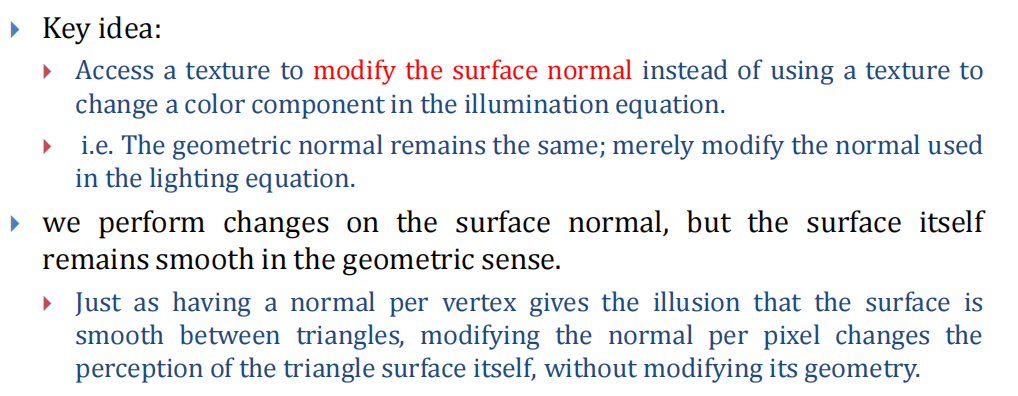 Key idea:
Access a texture to modify the surface normal instead of using a texture to
change a color component in the illumination equation.
i.e. The geometric normal remains the same; merely modify the normal used
in the lighting equation.
we perform changes on the surface normal, but the surface itself
remains smooth in the geometric sense.
Just as having a normal per vertex gives the illusion that the surface is
smooth between triangles, modifying the normal per pixel changes the
perception of the triangle surface itself, without modifying its geometry.